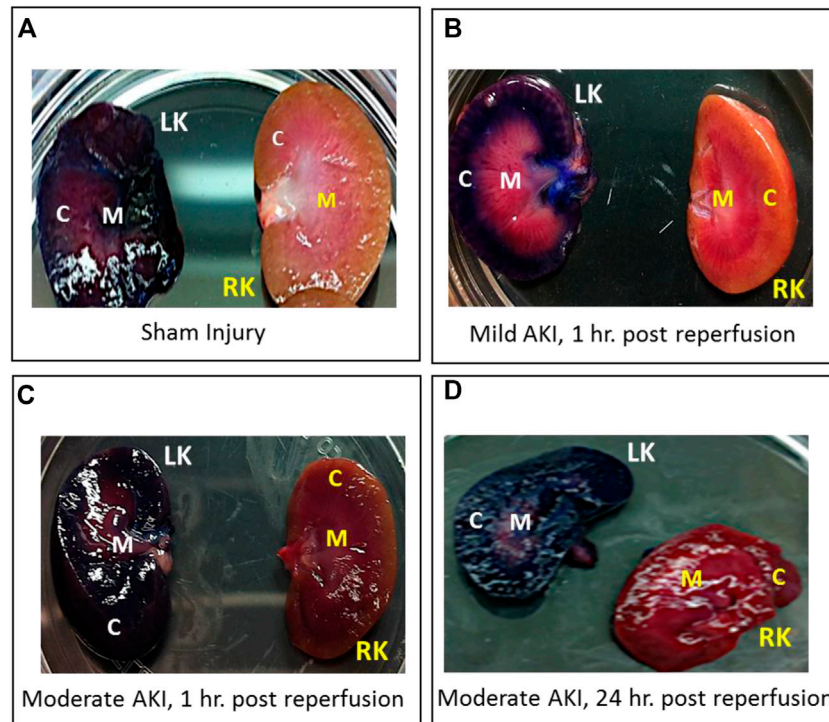 A
LK
C
C
M
M
RK
Sham Injury
B
LK
C
M
M
C
RK
Mild AKI, 1 hr. post reperfusion
C
LK
C
M
M
C
RK
Moderate AKI, 1 hr. post reperfusion
D
LK
C
M
M
C
RK
Moderate AKI, 24 hr. post reperfusion